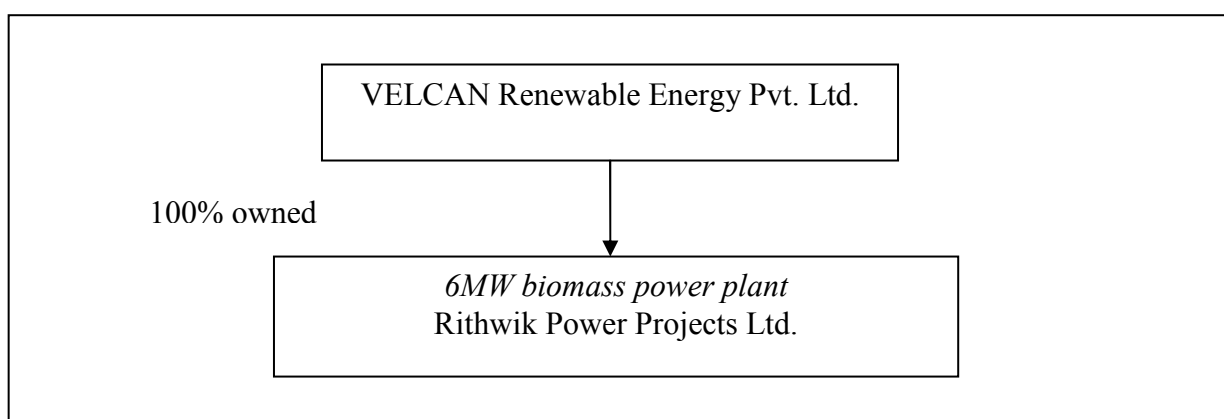 VELCAN Renewable Energy Pvt. Ltd.
100% owned
6MW biomass power plant
Rithwik Power Projects Ltd.